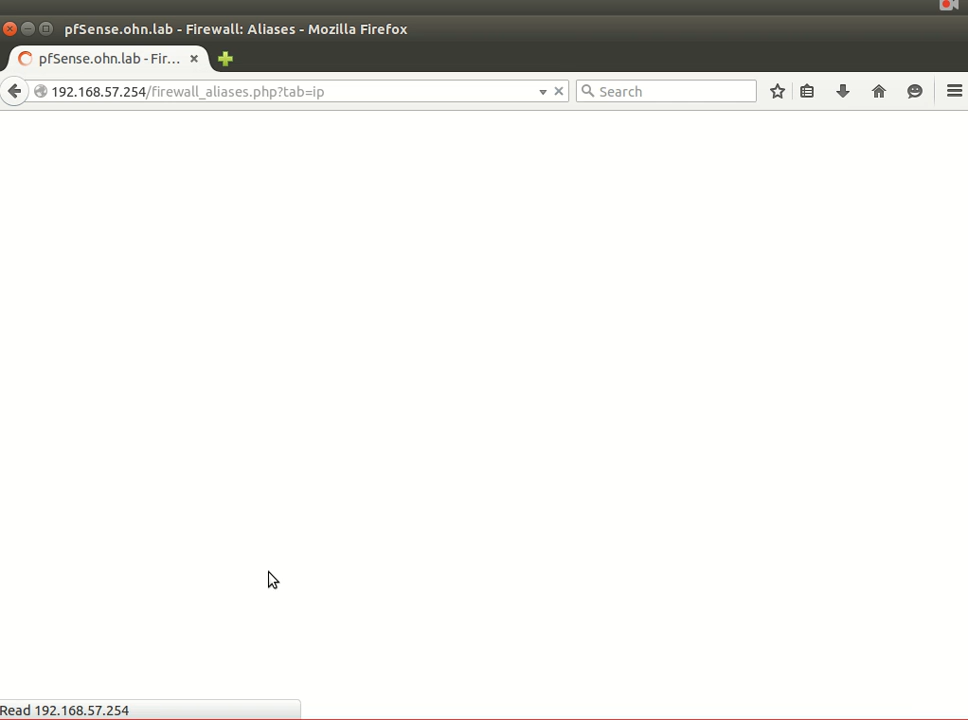 pfSense.ohn.lab - Firewall: Aliases - Mozilla Firefox
pfSense.ohn.lab - Fir...
192.168.57.254/firewall_aliases.php?tab=ip
Search
Read 192.168.57.254